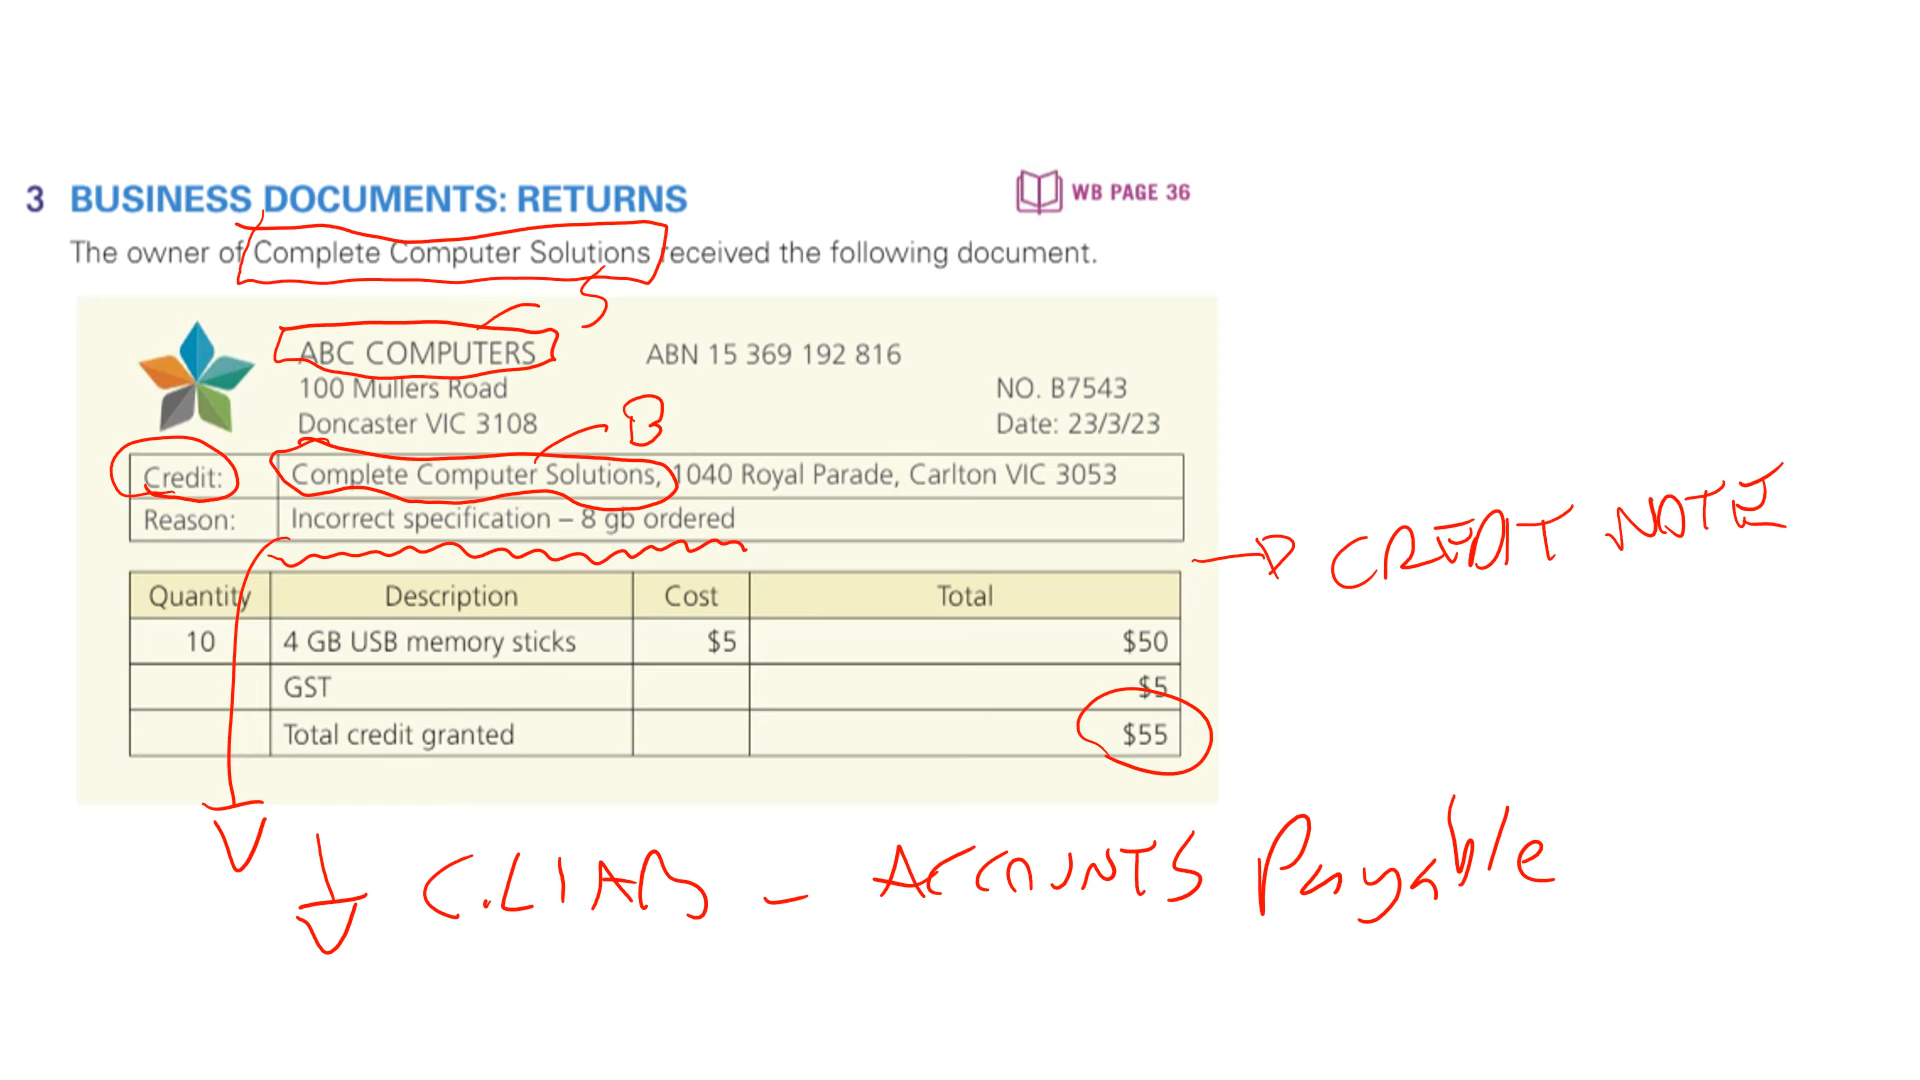 3 BUSINESS DOCUMENTS: RETURNS
WB PAGE 36
The owner of Complete Computer Solutions received the following document.
S
ABC COMPUTERS ABN 15 369 192 816
100 Mullers Road NO. B7543
Doncaster VIC 3108 Date: 23/3/23
B
Credit: Complete Computer Solutions, 1040 Royal Parade, Carlton VIC 3053
Reason: Incorrect specification – 8 gb ordered
CREDIT NOTE
Quantity Description Cost Total
10 4 GB USB memory sticks $5 $50
GST $5
Total credit granted $55
C.LIAB - ACCOUNTS Payable